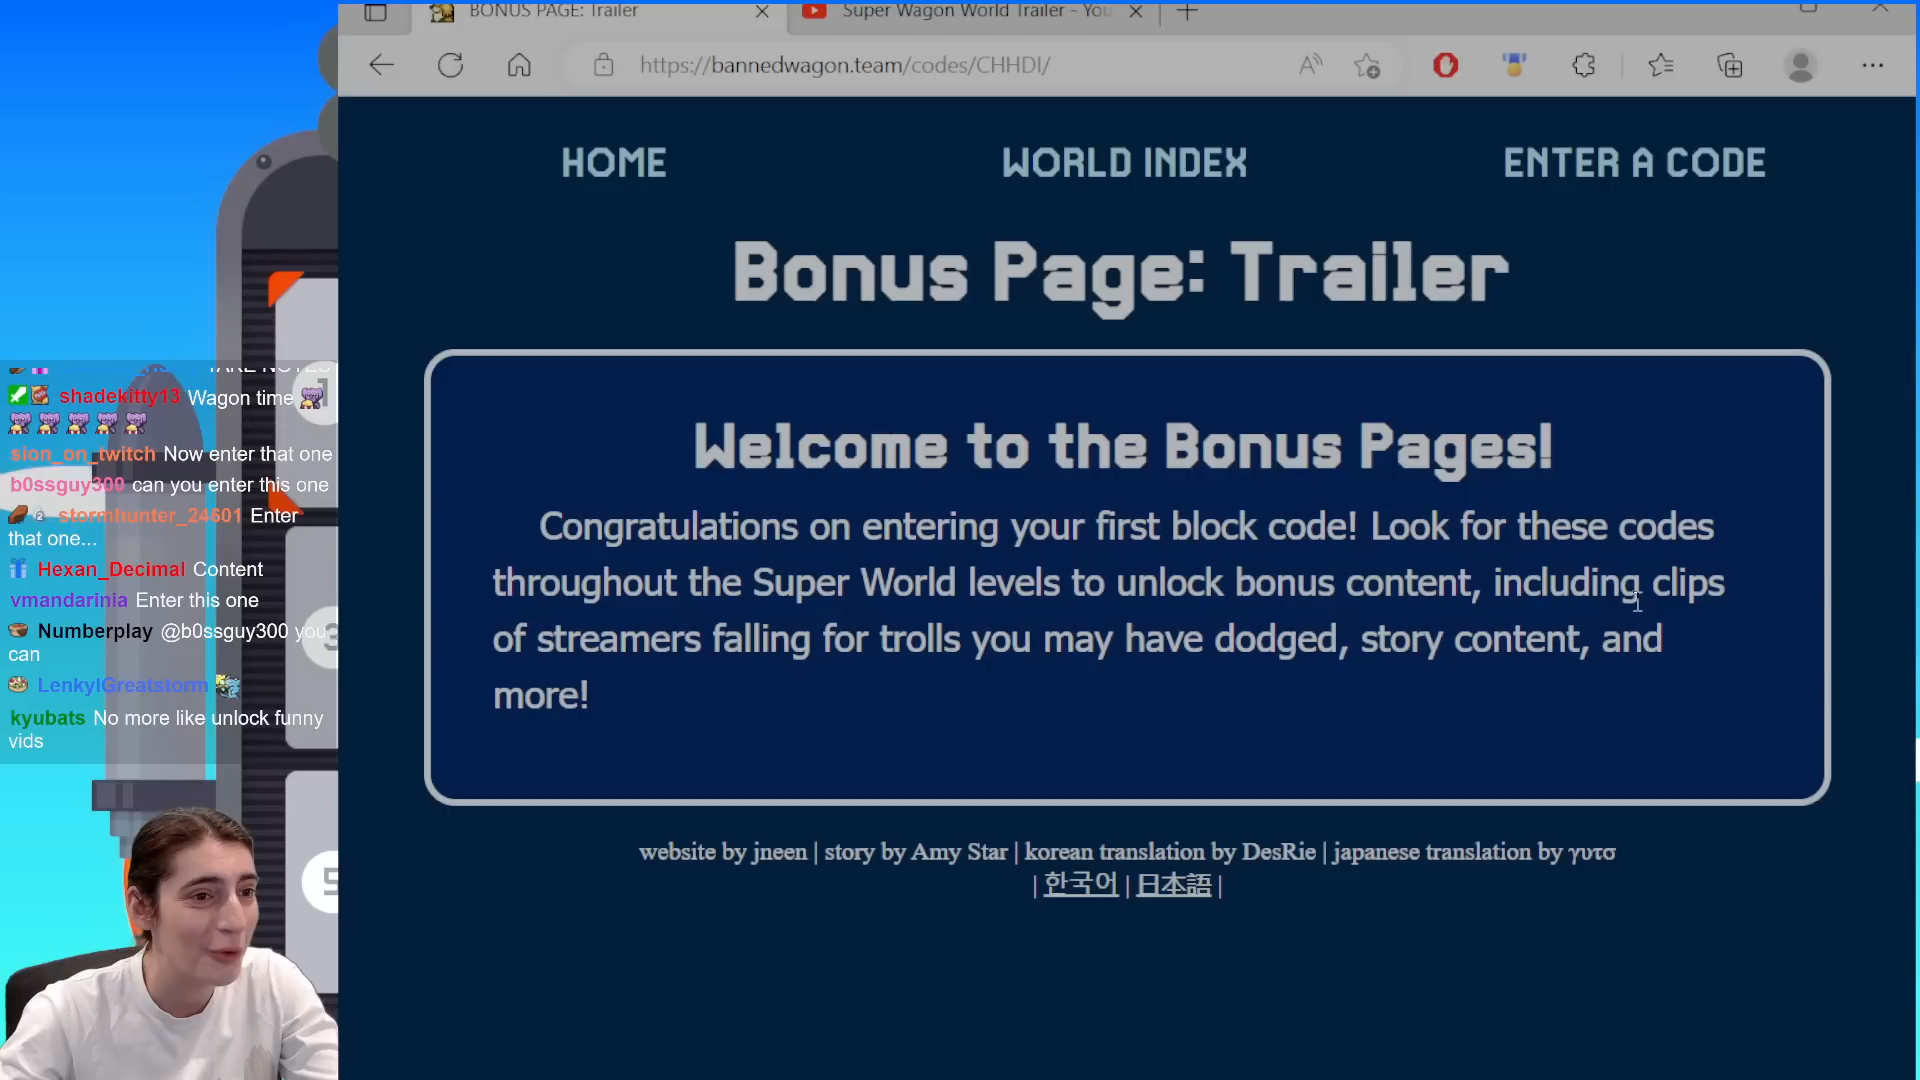 BONUS PAGE: Trailer
Super Wagon World Trailer - You
https://bannedwagon.team/codes/CHHDI/
HOME
WORLD INDEX
ENTER A CODE
Bonus Page: Trailer
Welcome to the Bonus Pages!
Congratulations on entering your first block code! Look for these codes
throughout the Super World levels to unlock bonus content, including clips
of streamers falling for trolls you may have dodged, story content, and
more!
website by jneen | story by Amy Star | korean translation by DesRie | japanese translation by γυτσ
| 한국어 | 日本語 |
TAKE NOTES
shadekitty13 Wagon time
sion_on_twitch Now enter that one
b0ssguy300 can you enter this one
stormhunter_24601 Enter
that one...
Hexan_Decimal Content
vmandarinia Enter this one
Numberplay @b0ssguy300 you
can
LenkylGreatstorm
kyubats No more like unlock funny
vids
1
3
5